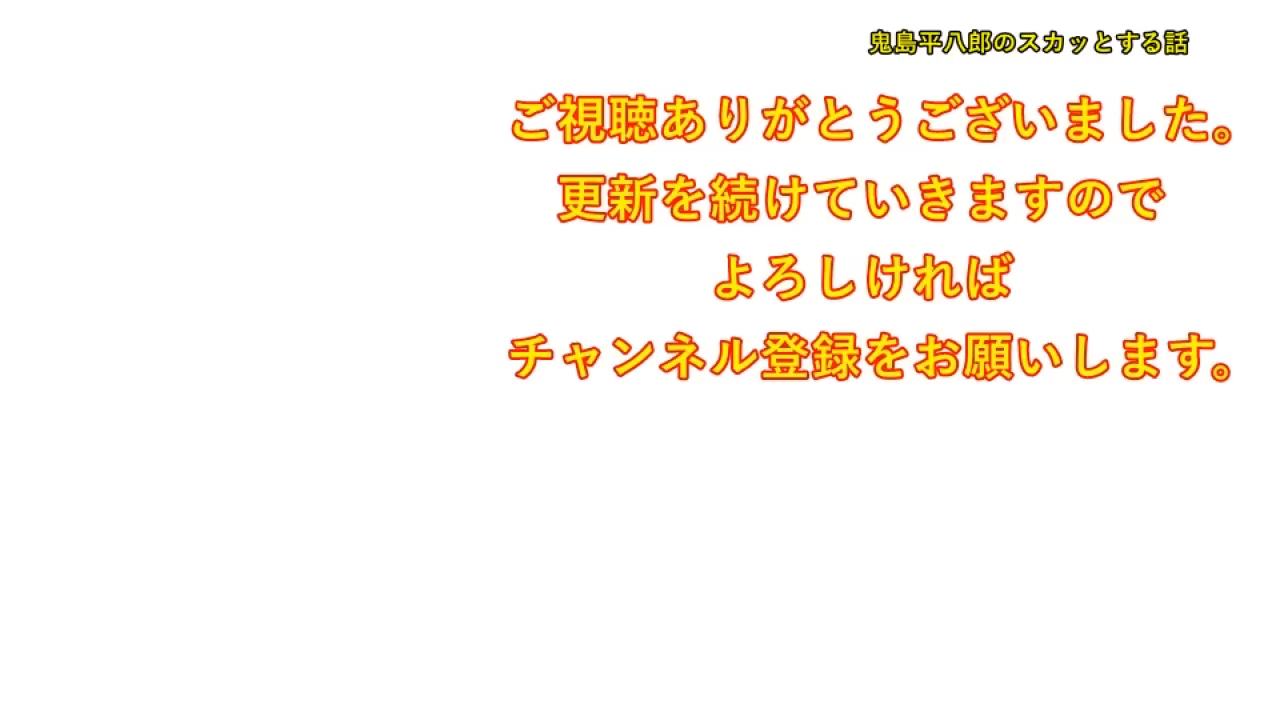 鬼島平八郎のスカッとする話
ご視聴ありがとうございました。
更新を続けていきますので
よろしければ
チャンネル登録をお願いします。